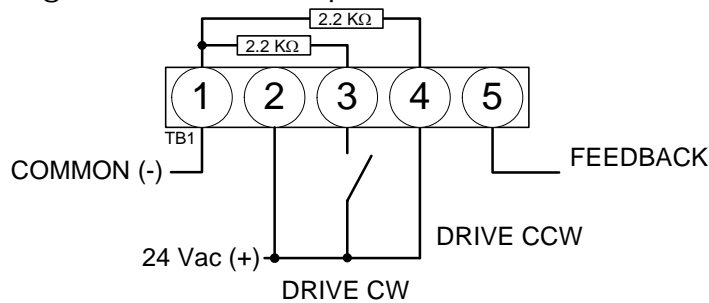 2.2 KΩ
2.2 KΩ
1 2 3 4 5
TB1
COMMON (-)
FEEDBACK
DRIVE CCW
24 Vac (+)
DRIVE CW